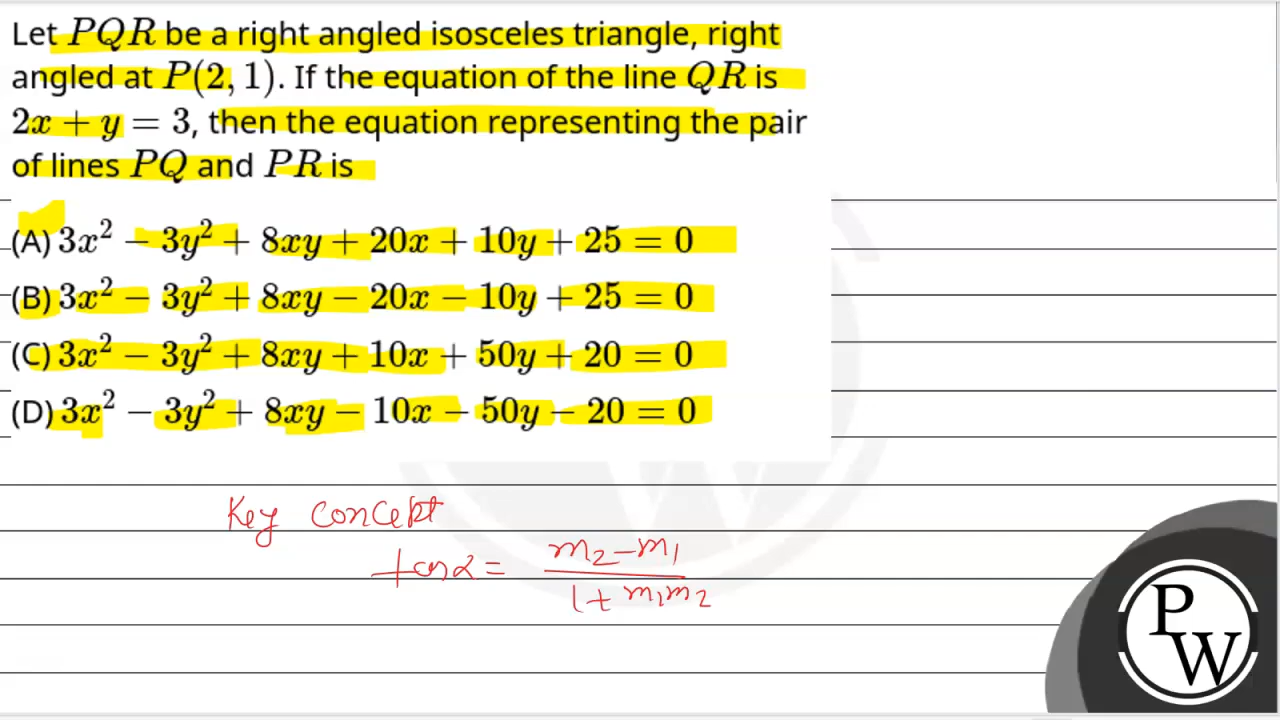 Let PQR be a right angled isosceles triangle, right
angled at P(2, 1). If the equation of the line QR is
2x + y = 3, then the equation representing the pair
of lines PQ and PR is
(A) 3x² − 3y² + 8xy + 20x + 10y + 25 = 0
(B) 3x² − 3y² + 8xy − 20x − 10y + 25 = 0
(C) 3x² − 3y² + 8xy + 10x + 50y + 20 = 0
(D) 3x² − 3y² + 8xy − 10x − 50y − 20 = 0
Key concept
tanα = m₂−m₁ / 1+ m₁m₂
P
W